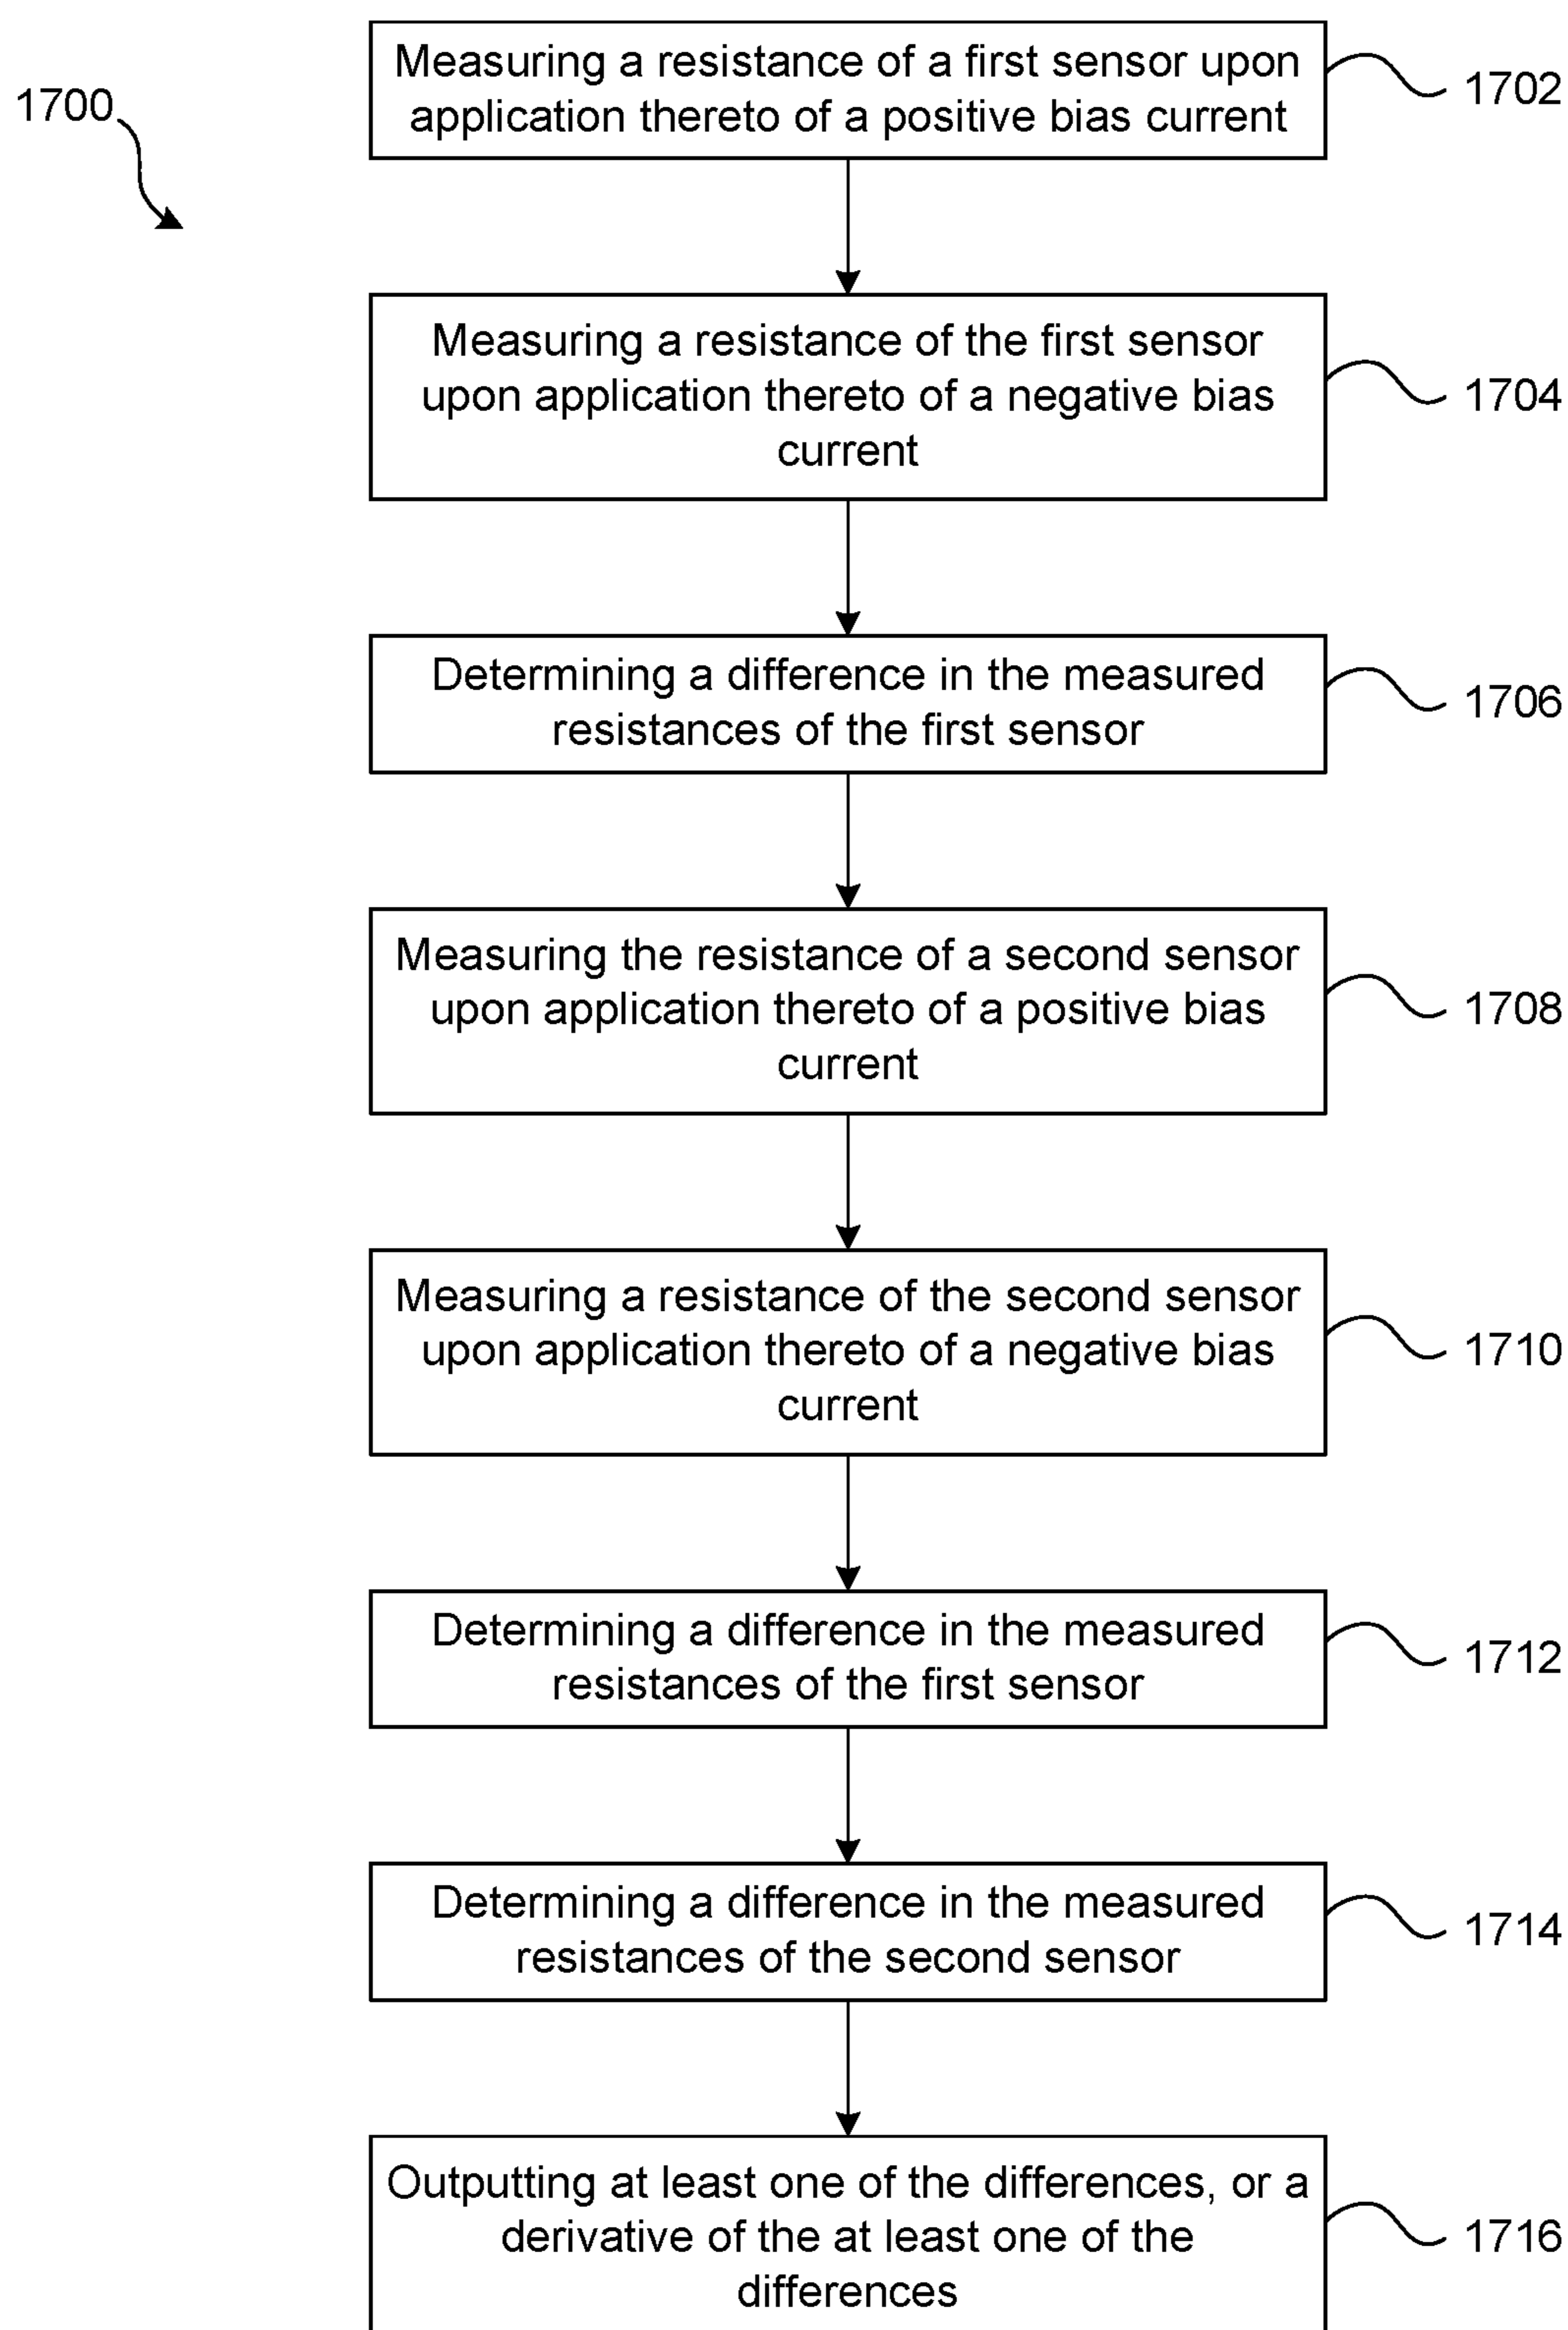 1700
Measuring a resistance of a first sensor upon
application thereto of a positive bias current
1702
Measuring a resistance of the first sensor
upon application thereto of a negative bias
current
1704
Determining a difference in the measured
resistances of the first sensor
1706
Measuring the resistance of a second sensor
upon application thereto of a positive bias
current
1708
Measuring a resistance of the second sensor
upon application thereto of a negative bias
current
1710
Determining a difference in the measured
resistances of the first sensor
1712
Determining a difference in the measured
resistances of the second sensor
1714
Outputting at least one of the differences, or a
derivative of the at least one of the
differences
1716